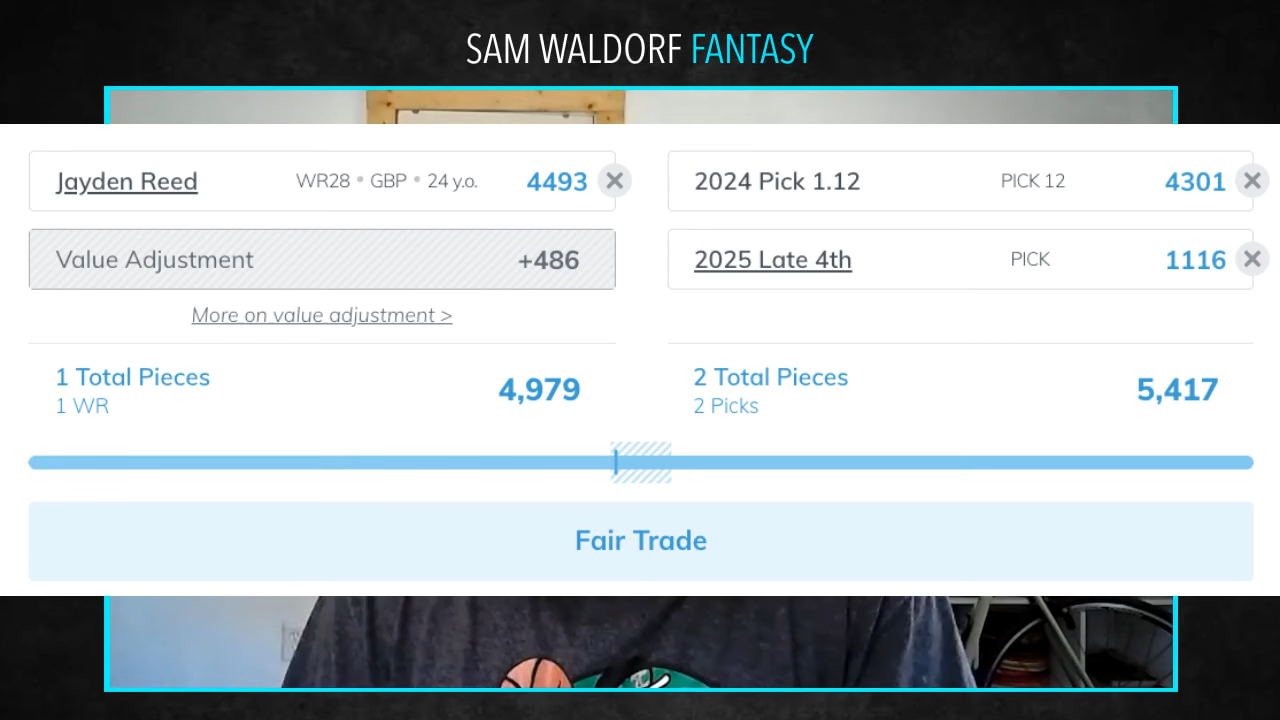 SAM WALDORF FANTASY
Jayden Reed WR28 • GBP • 24 y.o. 4493
Value Adjustment +486
More on value adjustment >
1 Total Pieces 4,979
1 WR
2024 Pick 1.12 PICK 12 4301
2025 Late 4th PICK 1116
2 Total Pieces 5,417
2 Picks
Fair Trade